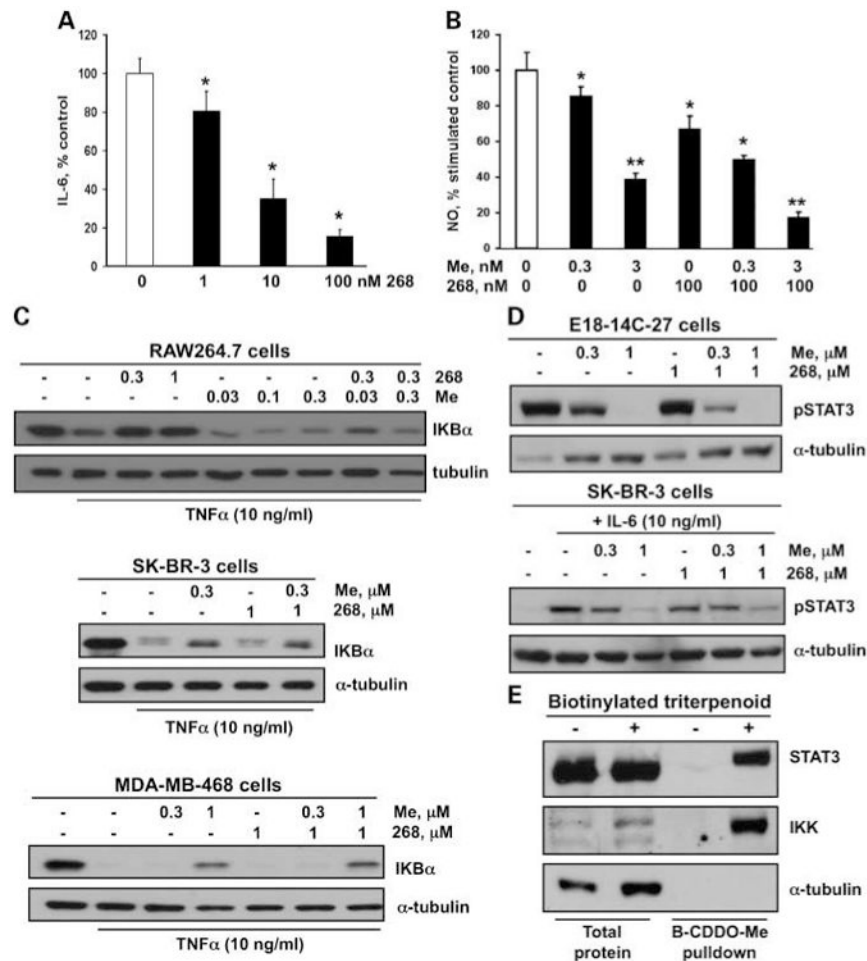 A
IL-6, % control
120
100
80
60
40
20
0
*
*
*
0 1 10 100 nM 268
B
NO, % stimulated control
120
100
80
60
40
20
0
*
**
*
*
**
Me, nM 0 0.3 3 0 0.3 3
268, nM 0 0 0 100 100 100
C
RAW264.7 cells
- - 0.3 1 - - - 0.3 0.3 268
- - - - 0.03 0.1 0.3 0.03 0.3 Me
IKBα
tubulin
TNFα (10 ng/ml)
SK-BR-3 cells
- - 0.3 - 0.3 Me, μM
- - - 1 1 268, μM
IKBα
α-tubulin
TNFα (10 ng/ml)
MDA-MB-468 cells
- - 0.3 1 - 0.3 1 Me, μM
- - - - 1 1 1 268, μM
IKBα
α-tubulin
TNFα (10 ng/ml)
D
E18-14C-27 cells
- 0.3 1 - 0.3 1 Me, μM
- - - 1 1 1 268, μM
pSTAT3
α-tubulin
SK-BR-3 cells
+ IL-6 (10 ng/ml)
- - 0.3 1 - 0.3 1 Me, μM
- - - - 1 1 1 268, μM
pSTAT3
α-tubulin
E
Biotinylated triterpenoid
- + - +
STAT3
IKK
α-tubulin
Total protein
B-CDDO-Me pulldown